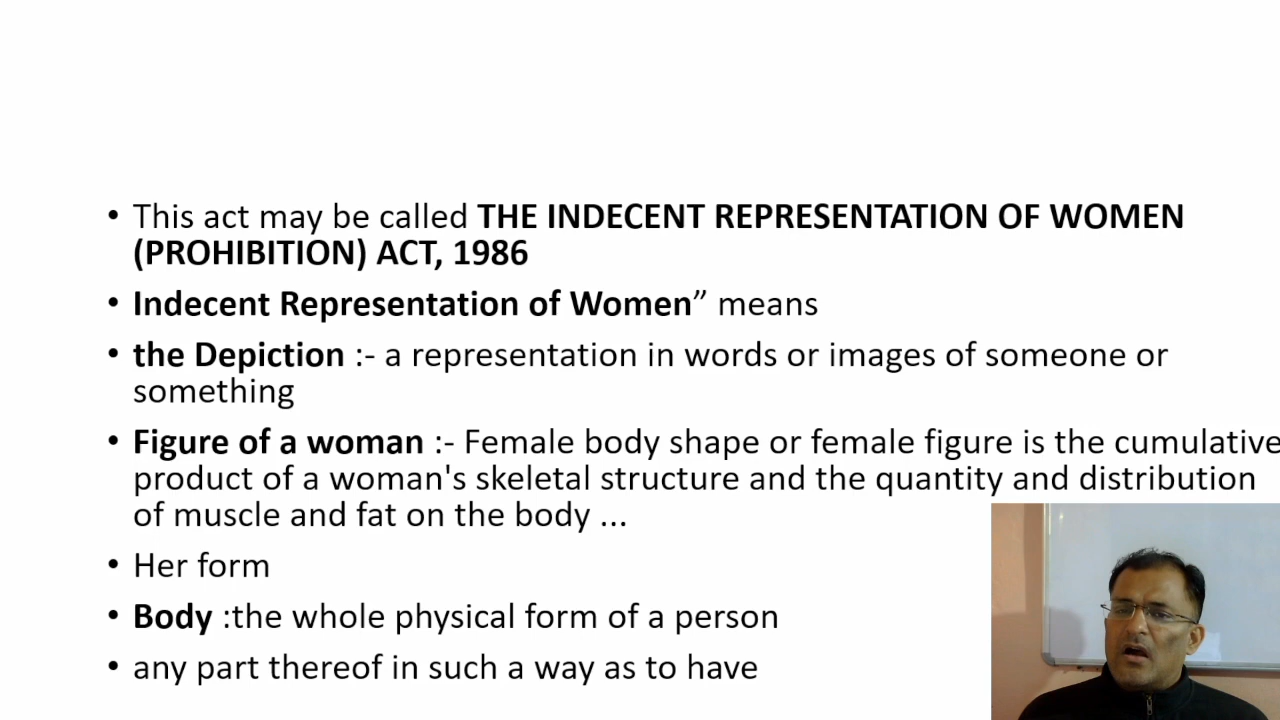 • This act may be called THE INDECENT REPRESENTATION OF WOMEN
(PROHIBITION) ACT, 1986
• Indecent Representation of Women” means
• the Depiction :- a representation in words or images of someone or
something
• Figure of a woman :- Female body shape or female figure is the cumulative
product of a woman's skeletal structure and the quantity and distribution
of muscle and fat on the body ...
• Her form
• Body :the whole physical form of a person
• any part thereof in such a way as to have